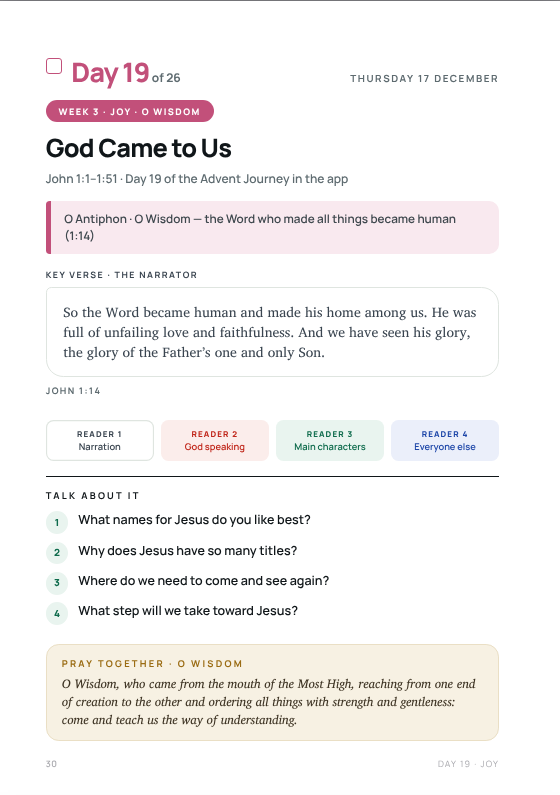 Day 19 of 26
THURSDAY 17 DECEMBER
WEEK 3 · JOY · O WISDOM
God Came to Us
John 1:1–1:51 · Day 19 of the Advent Journey in the app
O Antiphon · O Wisdom — the Word who made all things became human
(1:14)
KEY VERSE · THE NARRATOR
So the Word became human and made his home among us. He was
full of unfailing love and faithfulness. And we have seen his glory,
the glory of the Father’s one and only Son.
JOHN 1:14
READER 1
Narration
READER 2
God speaking
READER 3
Main characters
READER 4
Everyone else
TALK ABOUT IT
1 What names for Jesus do you like best?
2 Why does Jesus have so many titles?
3 Where do we need to come and see again?
4 What step will we take toward Jesus?
PRAY TOGETHER · O WISDOM
O Wisdom, who came from the mouth of the Most High, reaching from one end
of creation to the other and ordering all things with strength and gentleness:
come and teach us the way of understanding.
30
DAY 19 · JOY